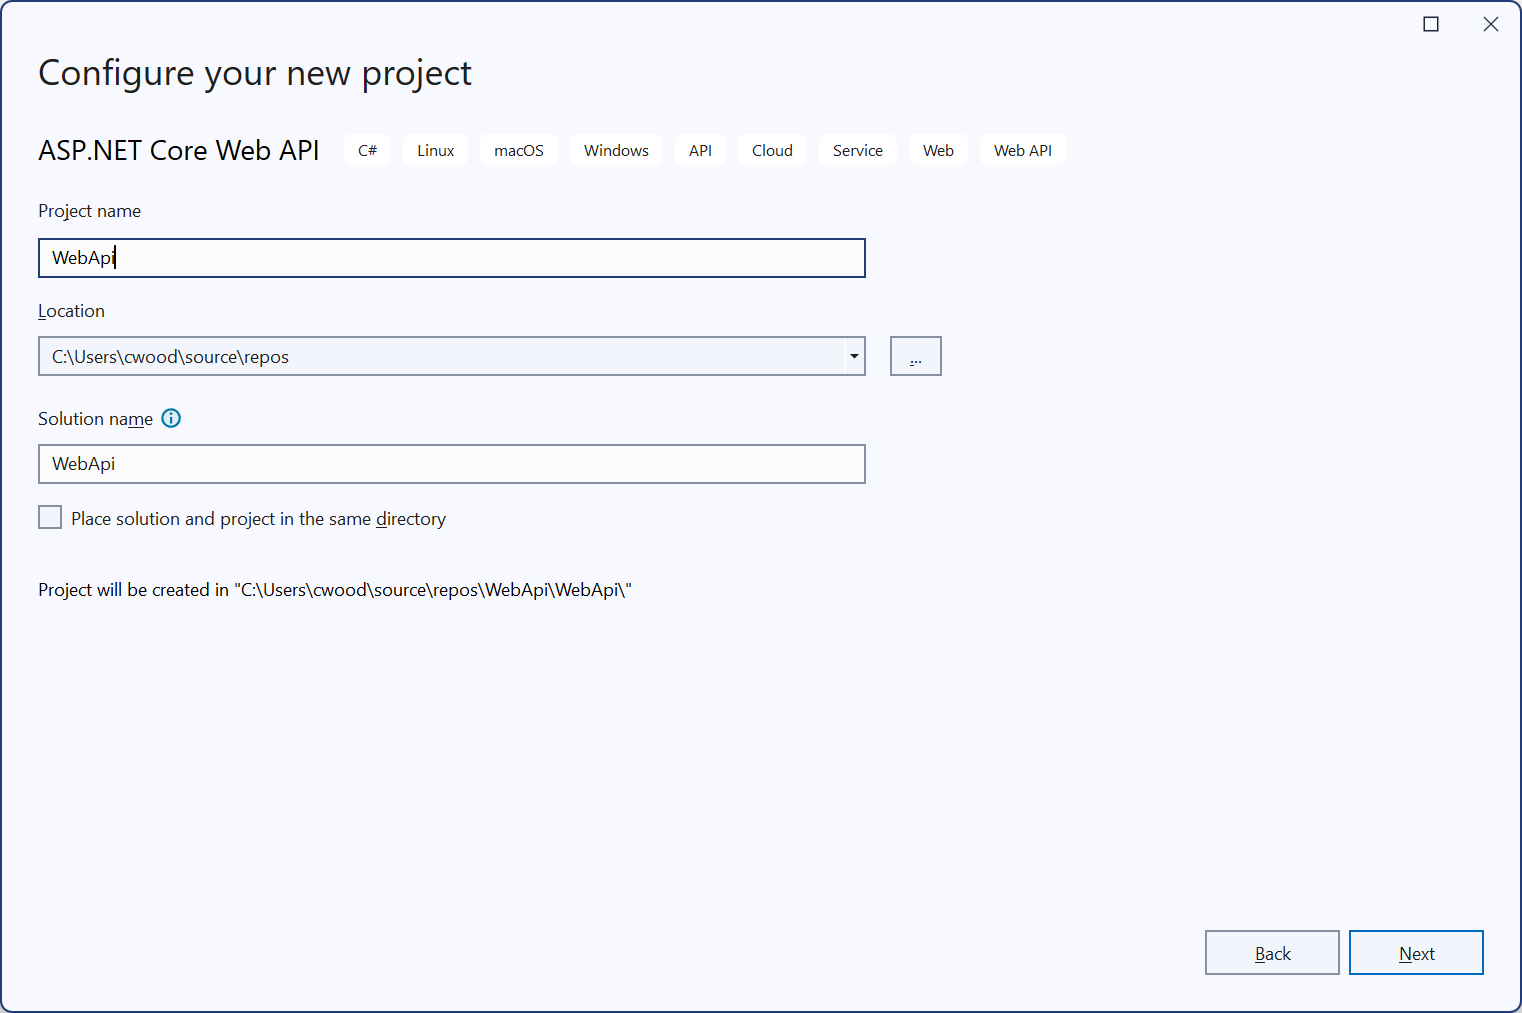 Configure your new project
ASP.NET Core Web API C# Linux macOS Windows API Cloud Service Web Web API
Project name
WebApi
Location
C:\Users\cwood\source\repos
...
Solution name
WebApi
Place solution and project in the same directory
Project will be created in "C:\Users\cwood\source\repos\WebApi\WebApi\"
Back Next